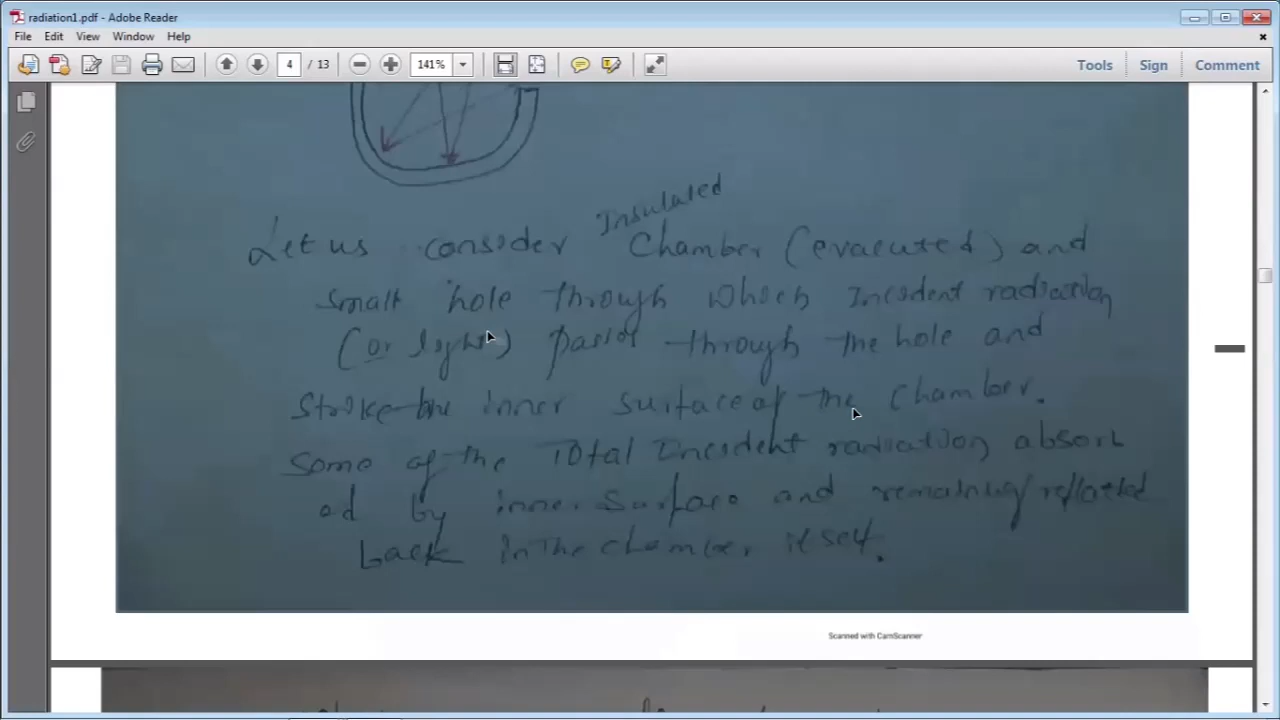 radiation1.pdf - Adobe Reader
File Edit View Window Help
4 / 13 141% Tools Sign Comment
Insulated
Let us consider Chamber (evacuted) and
small hole through which Incident radiation
(or light) passes through the hole and
Strike the inner surface of the Chamber.
Some of the Total Incident radiation absorb
ed by inner Surface and remaining reflected
back in the chamber itself.
Scanned with CamScanner